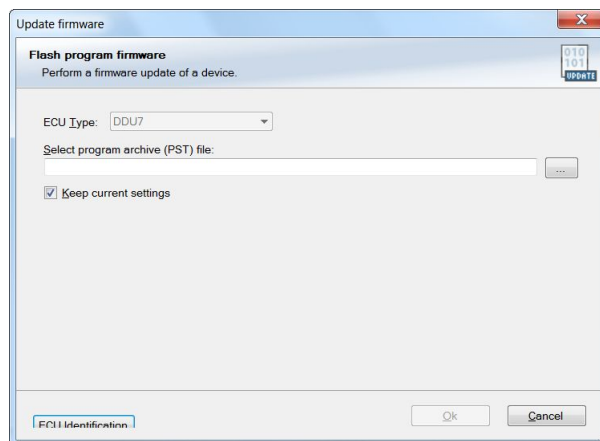 Update firmware
Flash program firmware
Perform a firmware update of a device.
010
101
UPDATE
ECU Type: DDU7
Select program archive (PST) file:
...
Keep current settings
Ok Cancel
ECU Identification